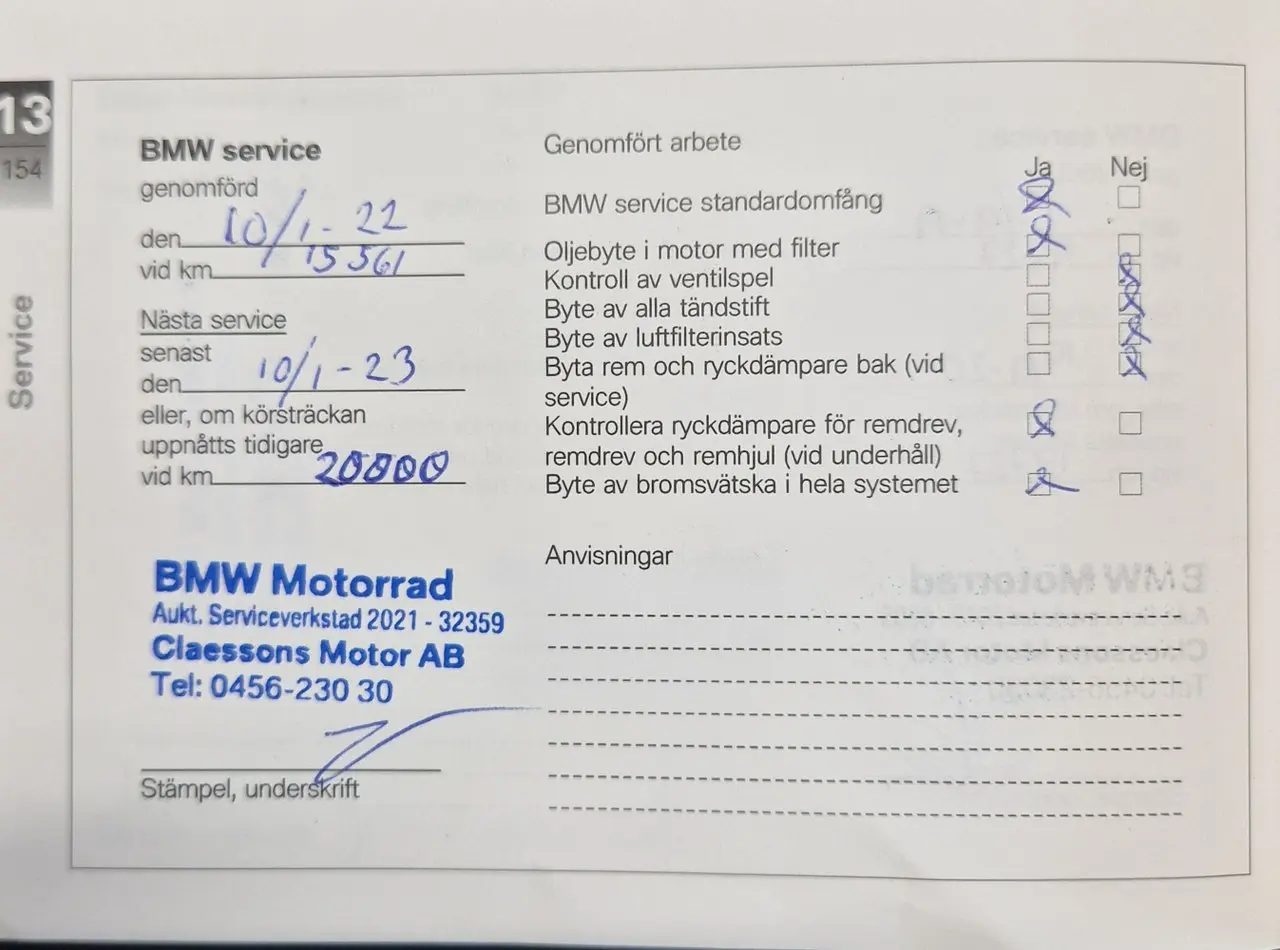 13
154
Service
BMW service
genomförd
den 10/1-22
vid km 15561
Nästa service
senast
den 10/1-23
eller, om körsträckan
uppnåtts tidigare
vid km 20000
BMW Motorrad
Aukt. Serviceverkstad 2021 - 32359
Claessons Motor AB
Tel: 0456-230 30
Stämpel, underskrift
Genomfört arbete
Ja Nej
BMW service standardomfång
Oljebyte i motor med filter
Kontroll av ventilspel
Byte av alla tändstift
Byte av luftfilterinsats
Byta rem och ryckdämpare bak (vid
service)
Kontrollera ryckdämpare för remdrev,
remdrev och remhjul (vid underhåll)
Byte av bromsvätska i hela systemet
Anvisningar